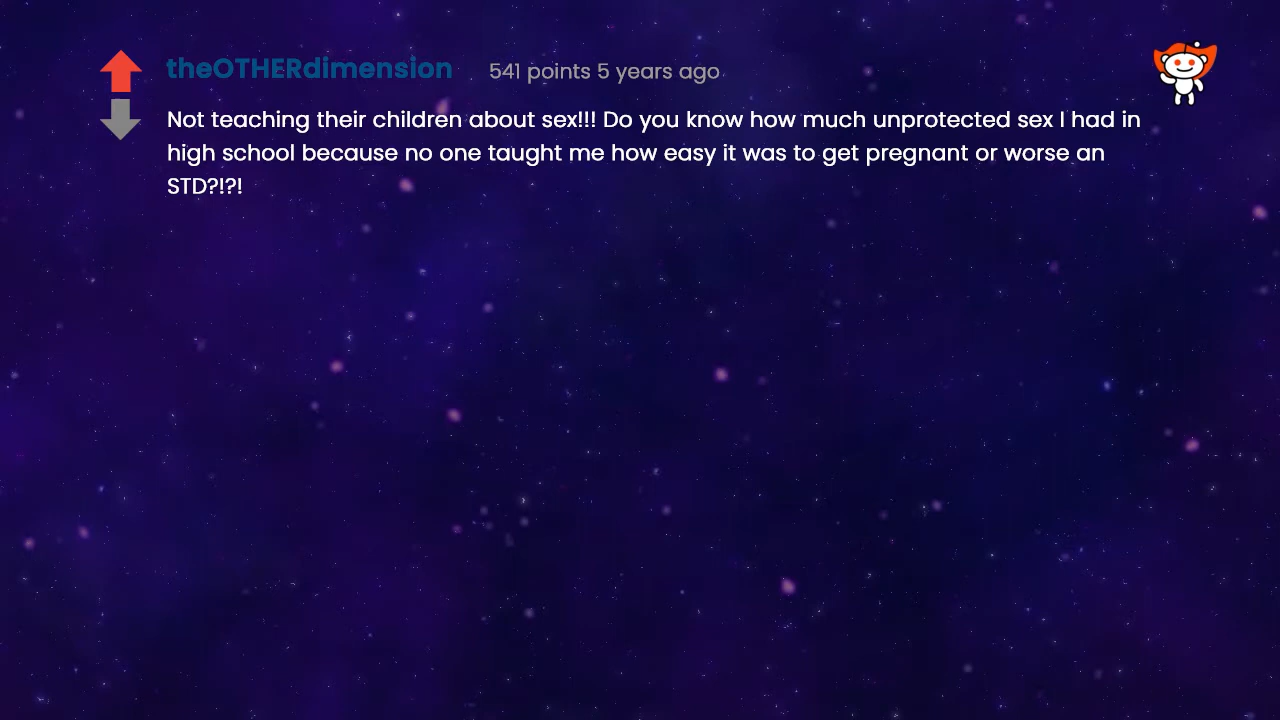 theOTHERdimension 541 points 5 years ago
Not teaching their children about sex!!! Do you know how much unprotected sex I had in
high school because no one taught me how easy it was to get pregnant or worse an
STD?!?!